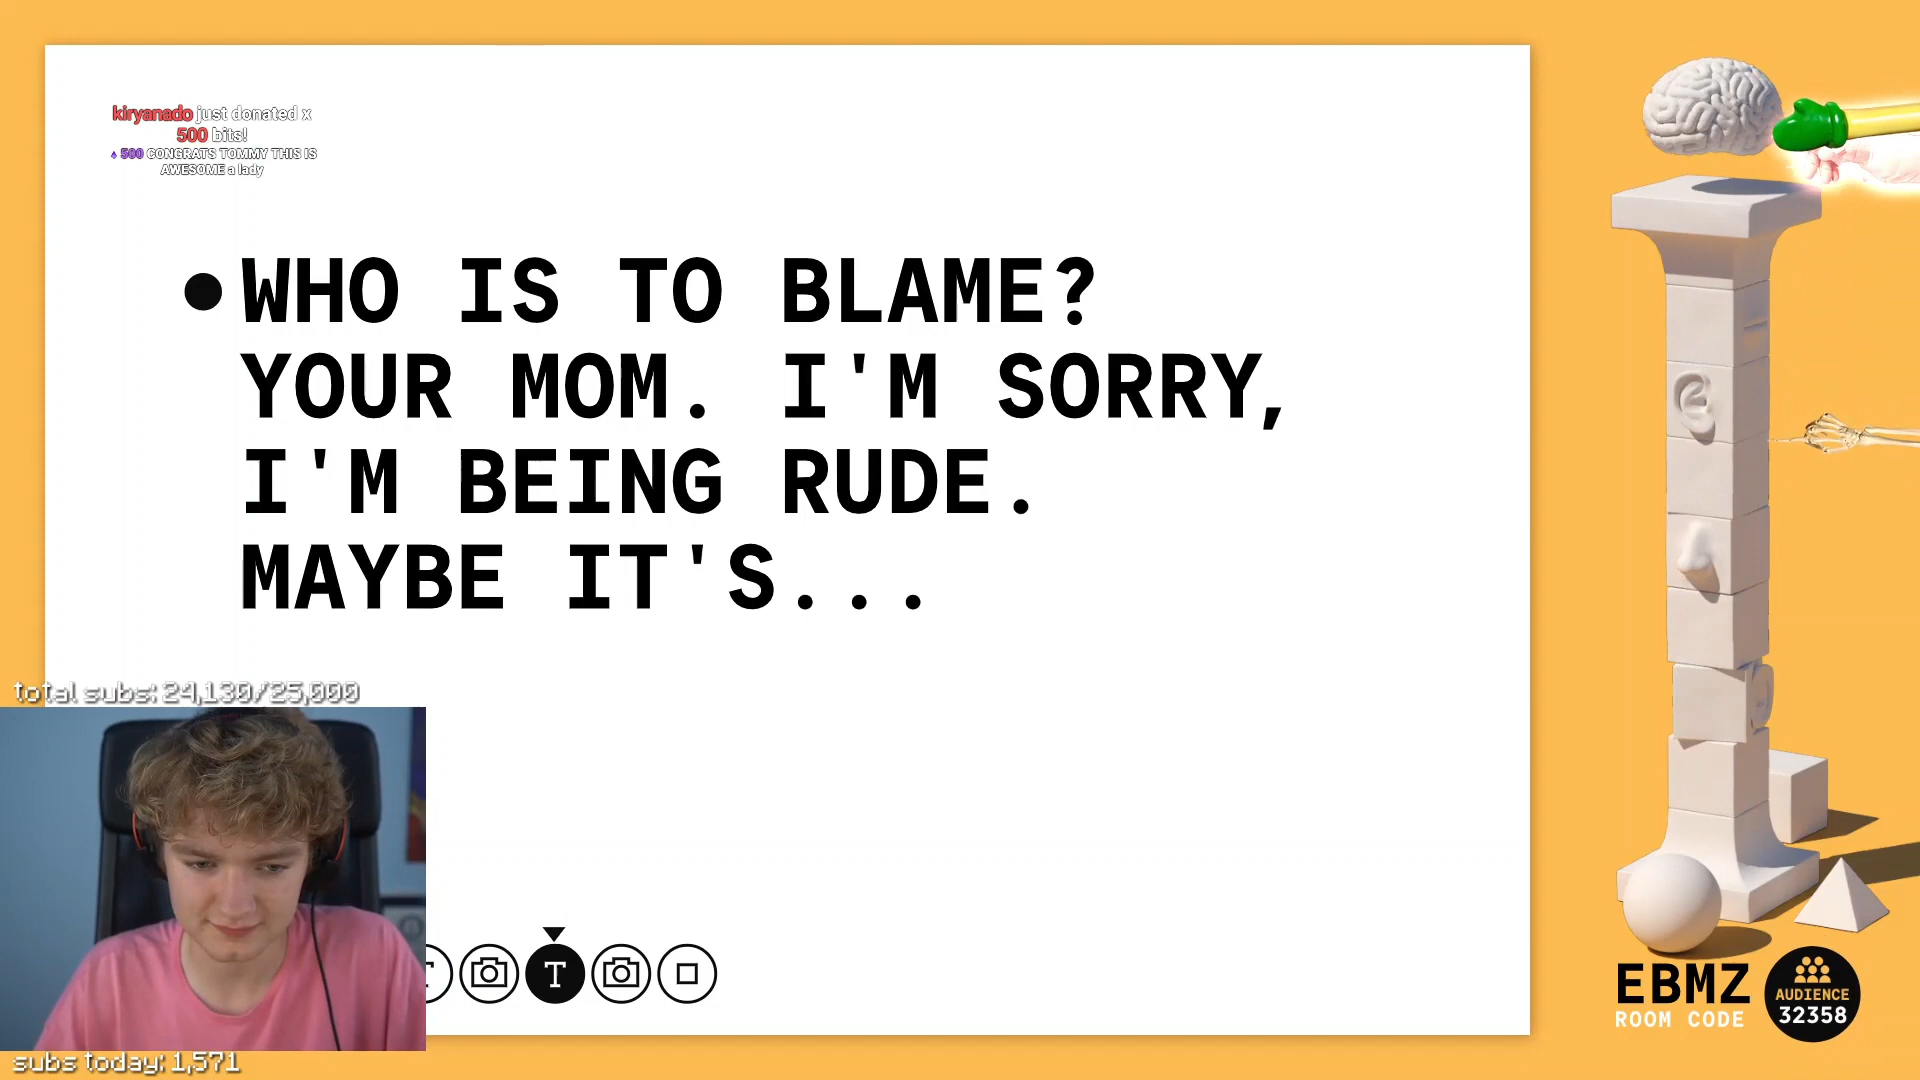 kiryanado just donated x
500 bits!
500 CONGRATS TOMMY THIS IS
AWESOME a lady
WHO IS TO BLAME?
YOUR MOM. I'M SORRY,
I'M BEING RUDE.
MAYBE IT'S...
total subs: 24,130/25,000
T
EBMZ
ROOM CODE
AUDIENCE
32358
subs today: 1,571